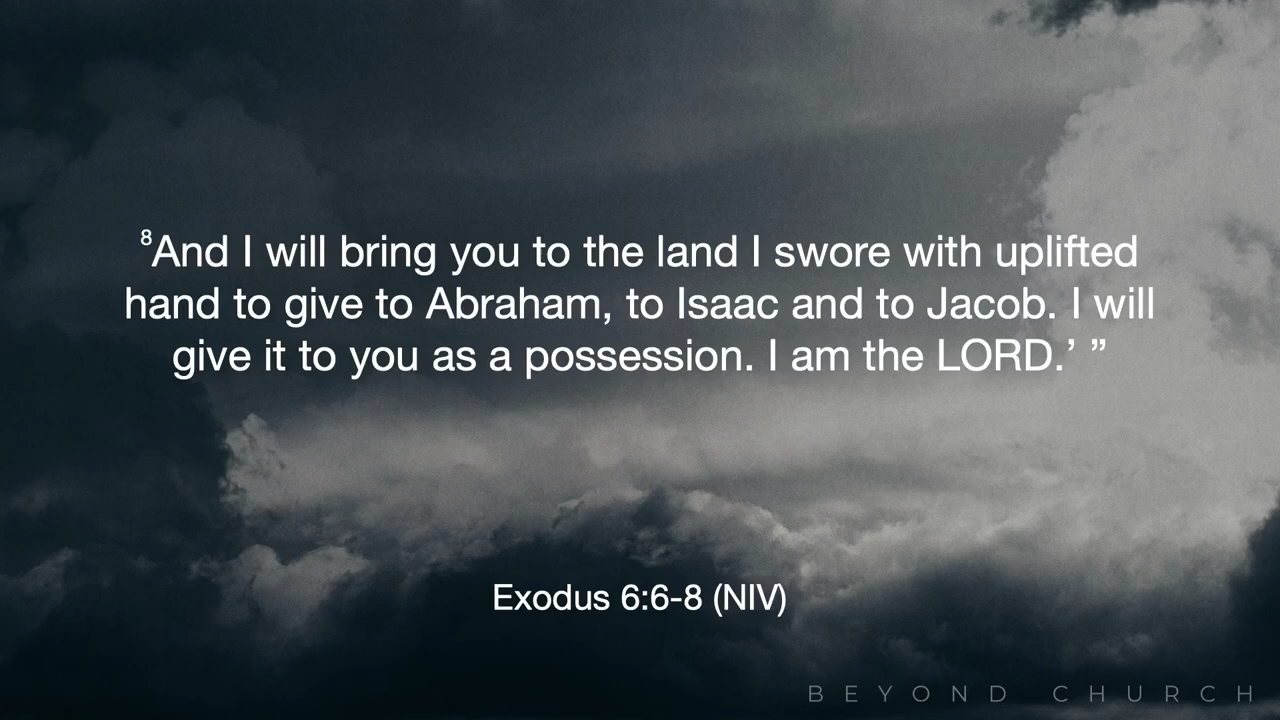 ⁸And I will bring you to the land I swore with uplifted
hand to give to Abraham, to Isaac and to Jacob. I will
give it to you as a possession. I am the LORD.’ ”
Exodus 6:6-8 (NIV)
BEYOND CHURCH